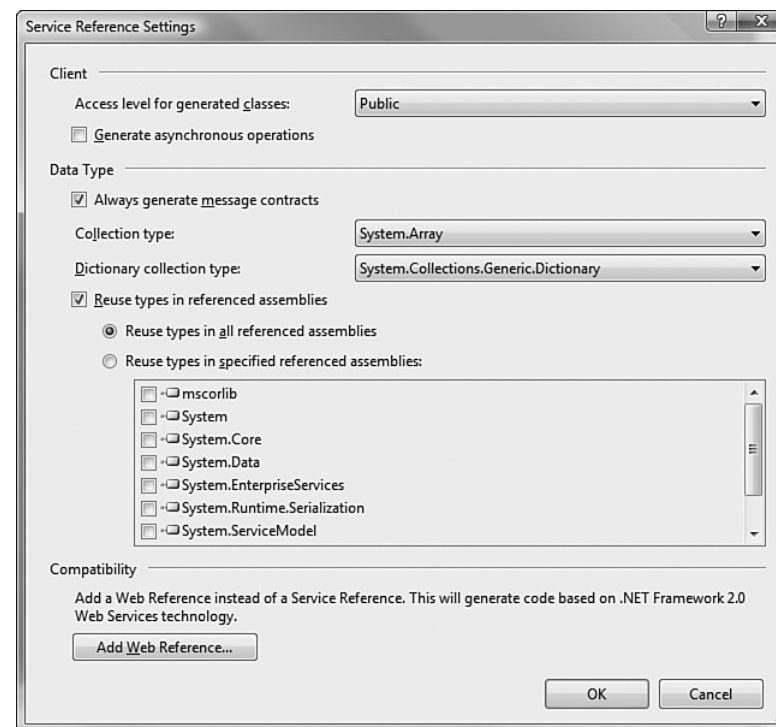 Service Reference Settings
Client
Access level for generated classes:
Public
Generate asynchronous operations
Data Type
Always generate message contracts
Collection type:
System.Array
Dictionary collection type:
System.Collections.Generic.Dictionary
Reuse types in referenced assemblies
Reuse types in all referenced assemblies
Reuse types in specified referenced assemblies:
mscorlib
System
System.Core
System.Data
System.EnterpriseServices
System.Runtime.Serialization
System.ServiceModel
Compatibility
Add a Web Reference instead of a Service Reference. This will generate code based on .NET Framework 2.0
Web Services technology.
Add Web Reference...
OK
Cancel